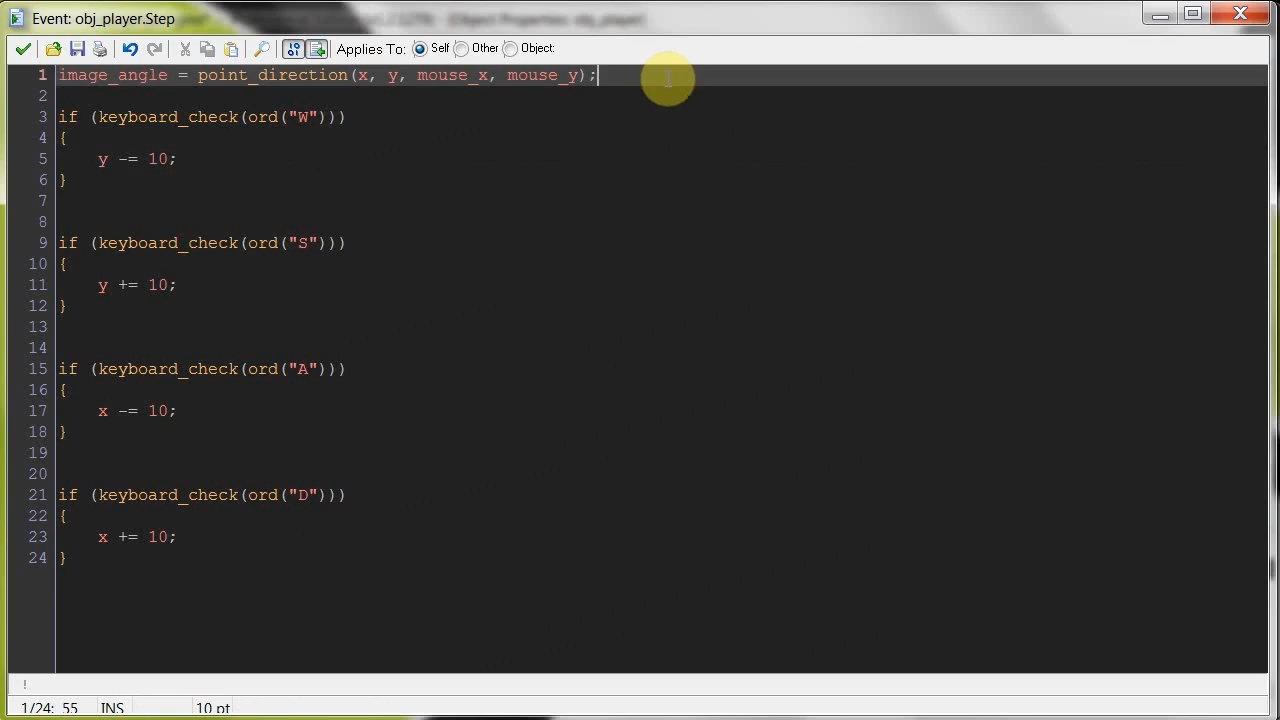 Event: obj_player.Step
Applies To: Self Other Object:
1 image_angle = point_direction(x, y, mouse_x, mouse_y);
2
3 if (keyboard_check(ord("W")))
4 {
5 y -= 10;
6 }
7
8
9 if (keyboard_check(ord("S")))
10 {
11 y += 10;
12 }
13
14
15 if (keyboard_check(ord("A")))
16 {
17 x -= 10;
18 }
19
20
21 if (keyboard_check(ord("D")))
22 {
23 x += 10;
24 }
!
1/24: 55 INS 10 pt